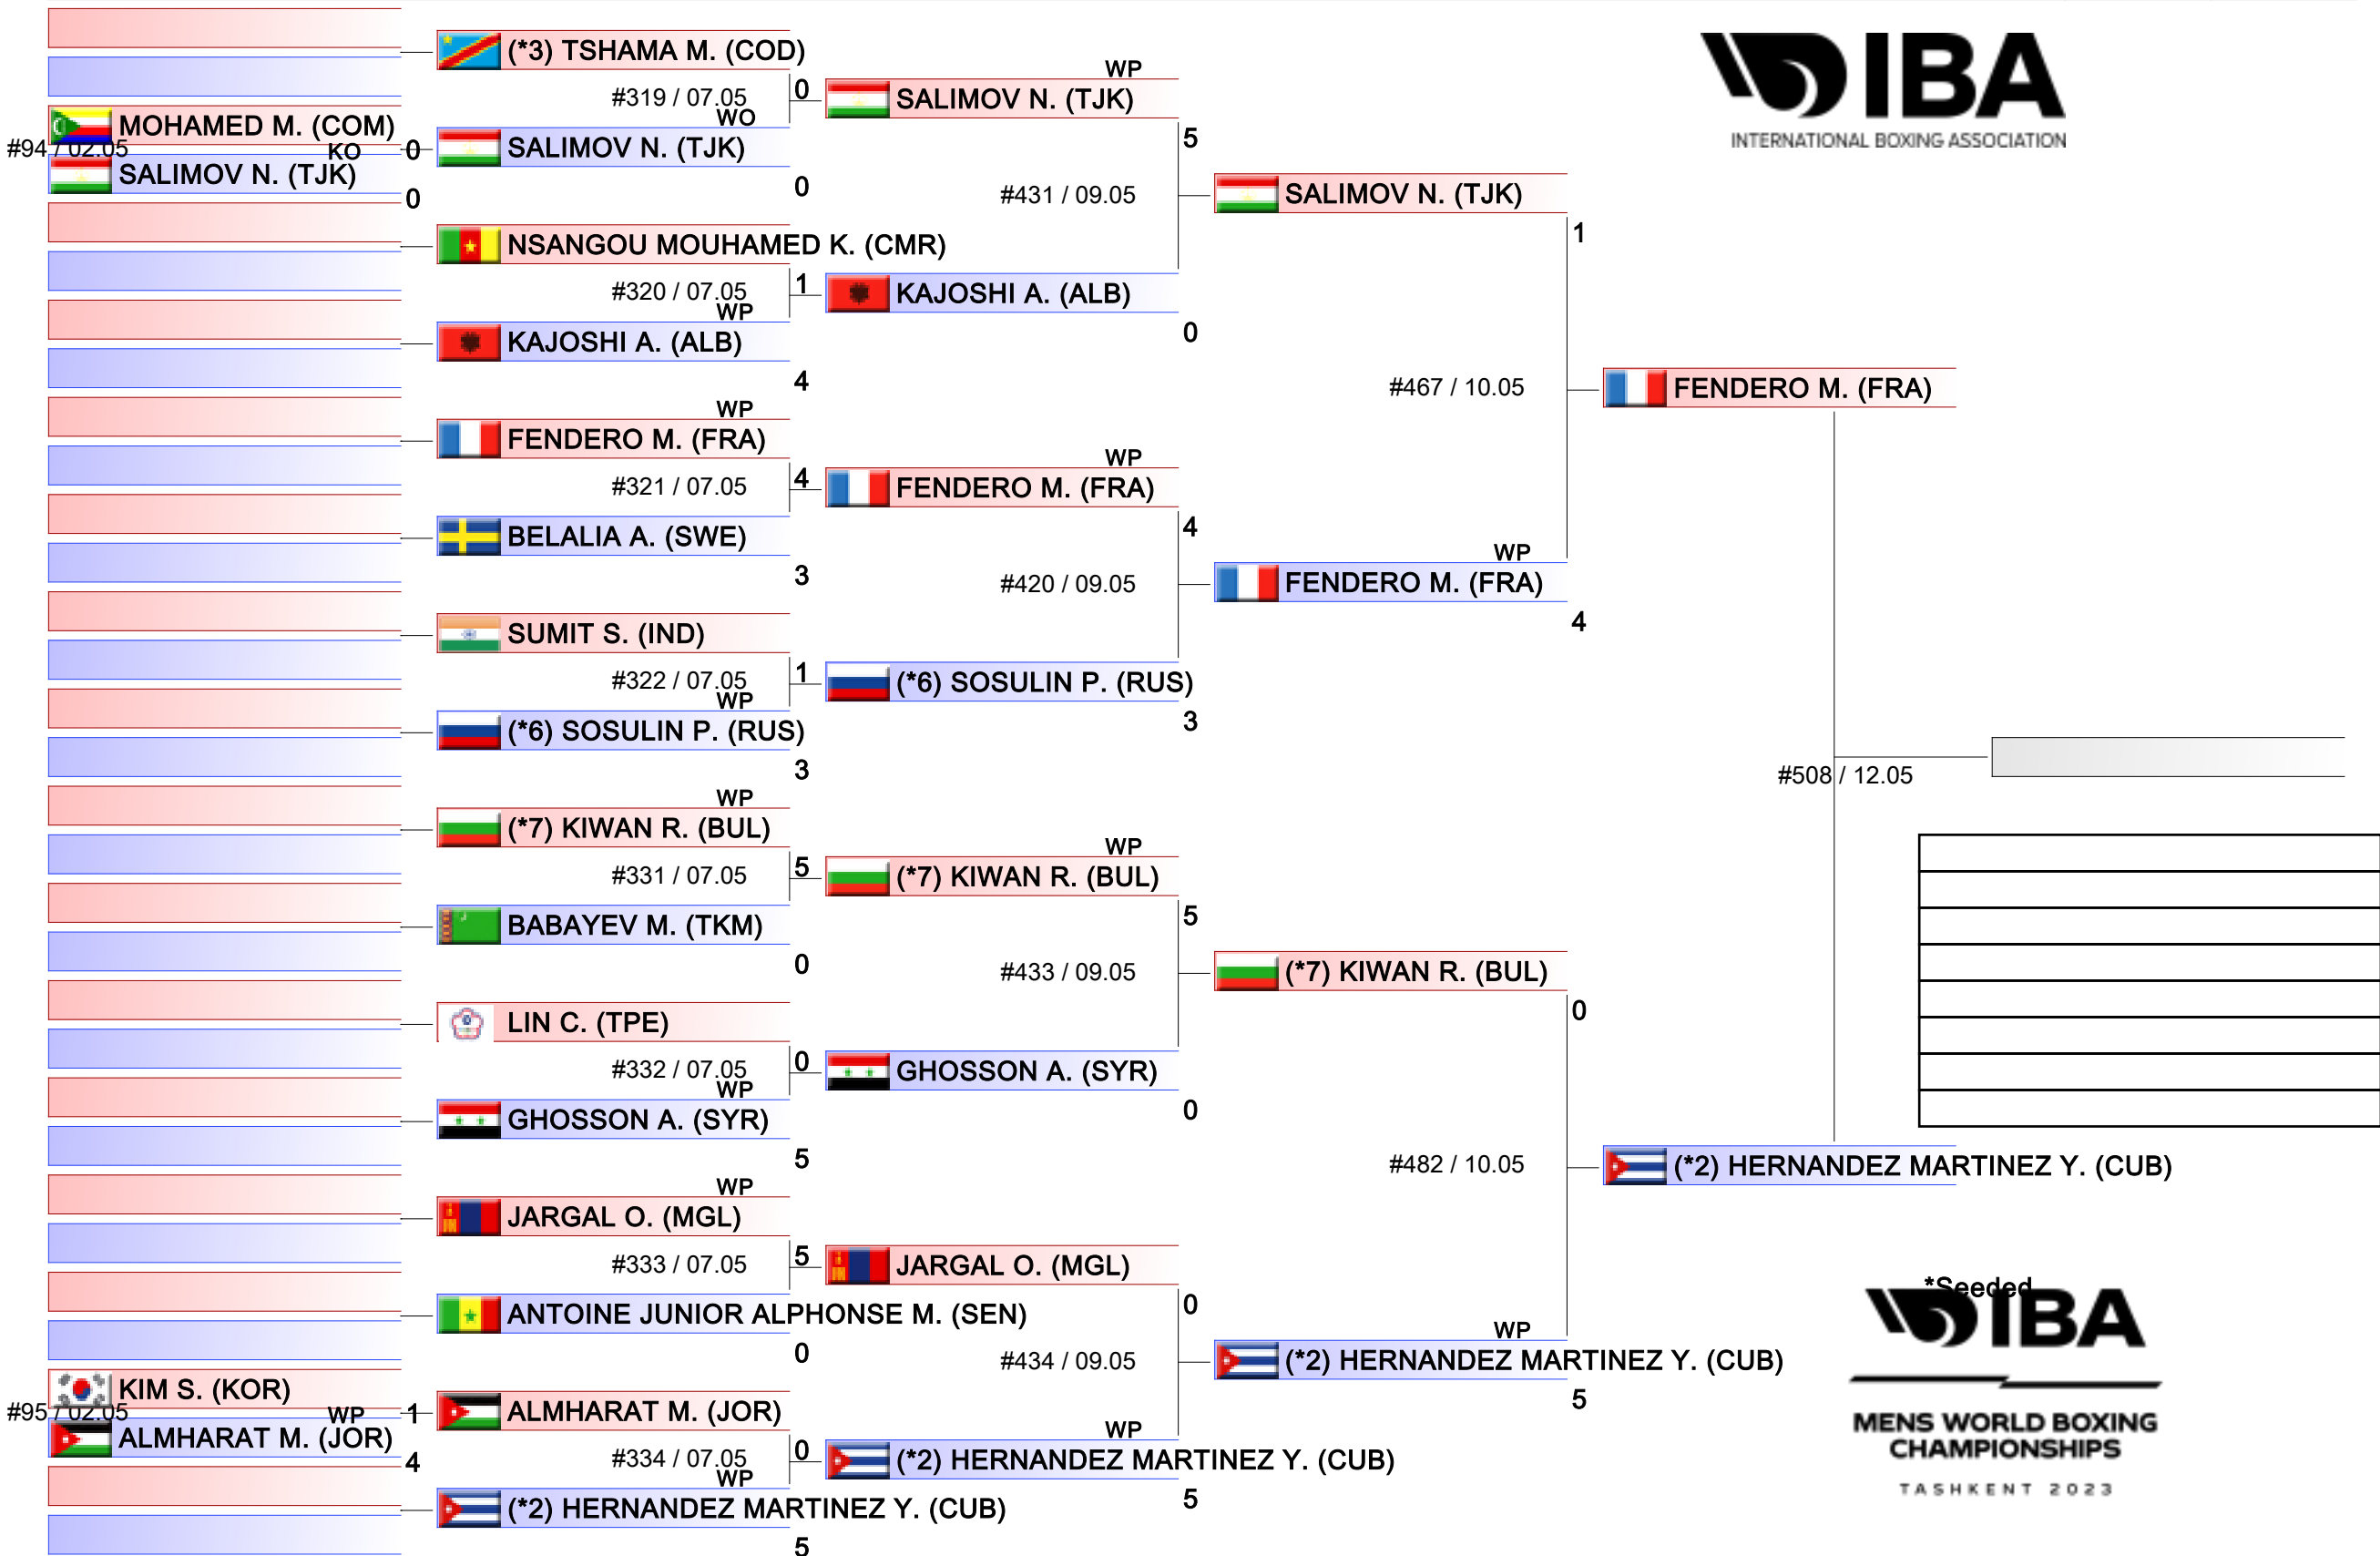 IBA
INTERNATIONAL BOXING ASSOCIATION
MOHAMED M. (COM)
#94 / 02.05
KO
0
SALIMOV N. (TJK)
0
KIM S. (KOR)
#95 / 02.05
WP
1
ALMHARAT M. (JOR)
4
(*3) TSHAMA M. (COD)
0
#319 / 07.05
WO
SALIMOV N. (TJK)
0
NSANGOU MOUHAMED K. (CMR)
1
#320 / 07.05
WP
KAJOSHI A. (ALB)
4
WP
FENDERO M. (FRA)
4
#321 / 07.05
BELALIA A. (SWE)
3
SUMIT S. (IND)
1
#322 / 07.05
WP
(*6) SOSULIN P. (RUS)
3
WP
(*7) KIWAN R. (BUL)
5
#331 / 07.05
BABAYEV M. (TKM)
0
LIN C. (TPE)
0
#332 / 07.05
WP
GHOSSON A. (SYR)
5
WP
JARGAL O. (MGL)
5
#333 / 07.05
ANTOINE JUNIOR ALPHONSE M. (SEN)
0
ALMHARAT M. (JOR)
0
#334 / 07.05
WP
(*2) HERNANDEZ MARTINEZ Y. (CUB)
5
WP
SALIMOV N. (TJK)
5
#431 / 09.05
KAJOSHI A. (ALB)
0
WP
FENDERO M. (FRA)
4
#420 / 09.05
(*6) SOSULIN P. (RUS)
3
WP
(*7) KIWAN R. (BUL)
5
#433 / 09.05
GHOSSON A. (SYR)
0
JARGAL O. (MGL)
0
#434 / 09.05
WP
(*2) HERNANDEZ MARTINEZ Y. (CUB)
5
SALIMOV N. (TJK)
1
#467 / 10.05
WP
FENDERO M. (FRA)
4
(*7) KIWAN R. (BUL)
0
#482 / 10.05
WP
(*2) HERNANDEZ MARTINEZ Y. (CUB)
5
FENDERO M. (FRA)
#508 / 12.05
(*2) HERNANDEZ MARTINEZ Y. (CUB)
*Seeded
IBA
MENS WORLD BOXING
CHAMPIONSHIPS
TASHKENT 2023